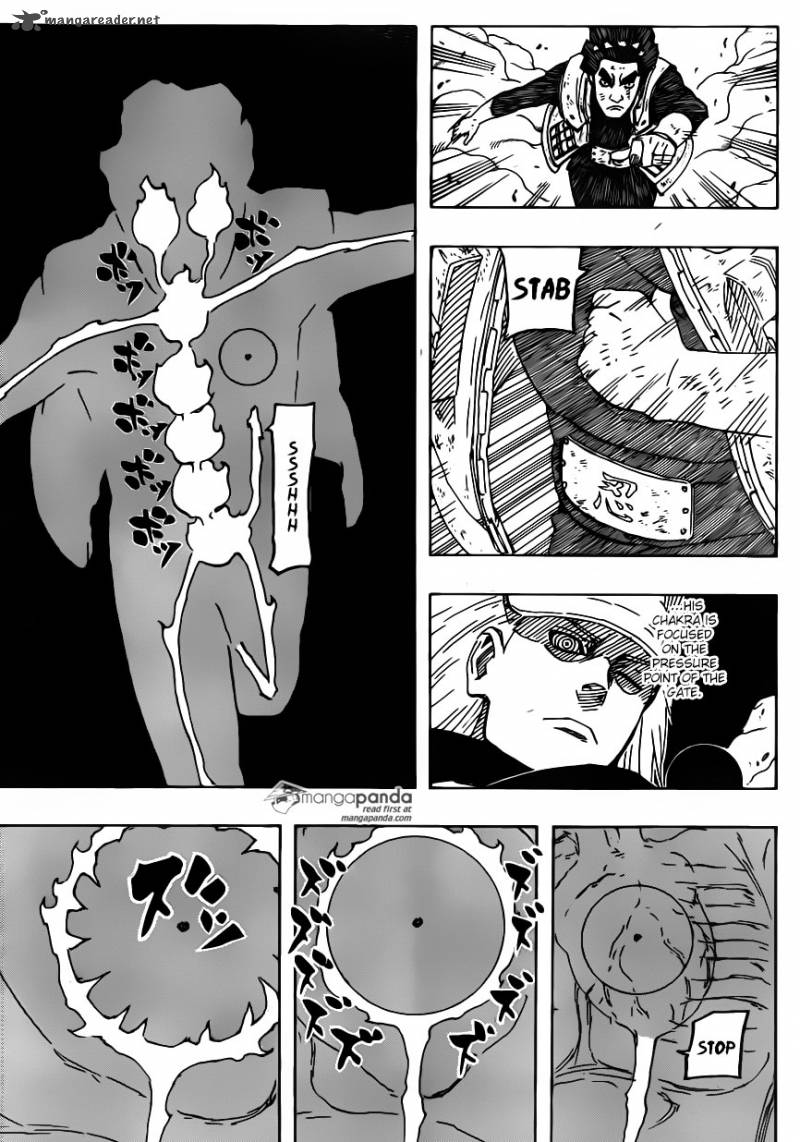 mangareader.net
STAB
忍
ボッ
ボッ
ボッ
ボッ
ボッ
ボッ
SSSHHH
...HIS
CHAKRA IS
FOCUSED
ON THE
PRESSURE
POINT OF THE
GATE.
mangapanda
read first at
mangapanda.com
STOP
ズズズズ
ズズズズ
ズズッ